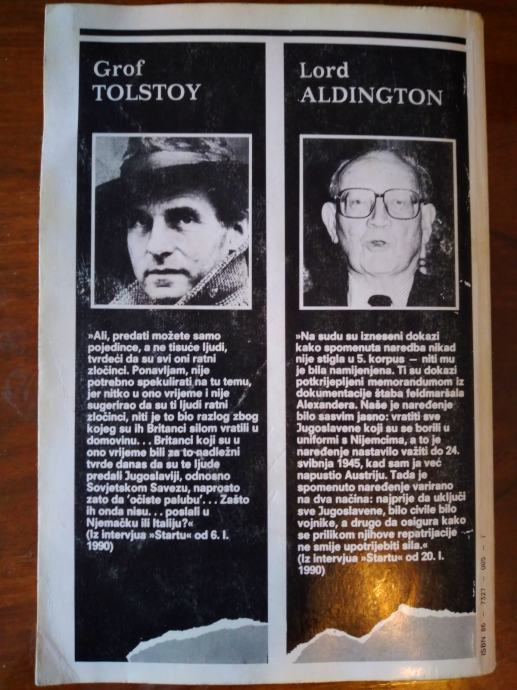 Grof
TOLSTOY
»Ali, predati možete samo
pojedince, a ne tisuće ljudi,
tvrdeći da su svi oni ratni
zločinci. Ponavljam, nije
potrebno spekulirati na tu temu,
jer nitko u ono vrijeme i nije
sugerirao da su ti ljudi ratni
zločinci, niti je to bio razlog zbog
kojeg su ih Britanci silom vratili u
domovinu. . . Britanci koji su u
ono vrijeme bili za to nadležni
tvrde danas da su te ljude
predali Jugoslaviji, odnosno
Sovjetskom Savezu, naprosto
zato da 'očiste palubu'. . . Zašto
ih onda nisu. . . poslali u
Njemačku ili Italiju?«
(Iz intervjua »Startu« od 6. I.
1990)
Lord
ALDINGTON
»Na sudu su izneseni dokazi
kako spomenuta naredba nikad
nije stigla u 5. korpus — niti mu
je bila namijenjena. Ti su dokazi
potkrijepljeni memorandumom iz
dokumentacije štaba feldmaršala
Alexandera. Naše je naređenje
bilo sasvim jasno: vratiti sve
Jugoslavene koji su se borili u
uniformi s Nijemcima, a to je
naređenje nastavilo važiti do 24.
svibnja 1945, kad sam ja već
napustio Austriju. Tada je
spomenuto naređenje varirano
na dva načina: najprije da uključi
sve Jugoslavene, bilo civile bilo
vojnike, a drugo da osigura kako
se prilikom njihove repatrijacije
ne smije upotrijebiti sila.«
(Iz intervjua »Startu« od 20. I.
1990)
ISBN 86 — 7327 — 005 — 7